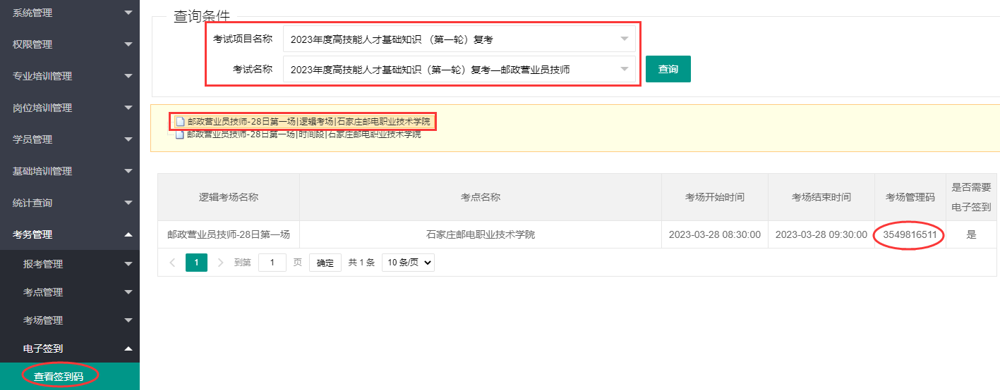 系统管理
权限管理
专业培训管理
岗位培训管理
学员管理
基础培训管理
统计查询
考务管理
报考管理
考点管理
考场管理
电子签到
查看签到码
查询条件
考试项目名称 2023年度高技能人才基础知识 （第一轮）复考
考试名称 2023年度高技能人才基础知识（第一轮）复考—邮政营业员技师 查询
邮政营业员技师-28日第一场|逻辑考场|石家庄邮电职业技术学院
邮政营业员技师-28日第一场|时间段|石家庄邮电职业技术学院
逻辑考场名称 考点名称 考场开始时间 考场结束时间 考场管理码 是否需要
电子签到
邮政营业员技师-28日第一场 石家庄邮电职业技术学院 2023-03-28 08:30:00 2023-03-28 09:30:00 3549816511 是
1 到第 1 页 确定 共 1 条 10 条/页